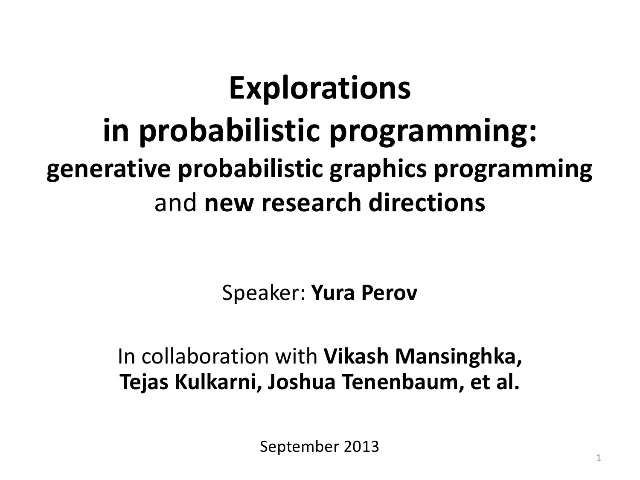 Explorations
in probabilistic programming:
generative probabilistic graphics programming
and new research directions
Speaker: Yura Perov
In collaboration with Vikash Mansinghka,
Tejas Kulkarni, Joshua Tenenbaum, et al.
September 2013
1